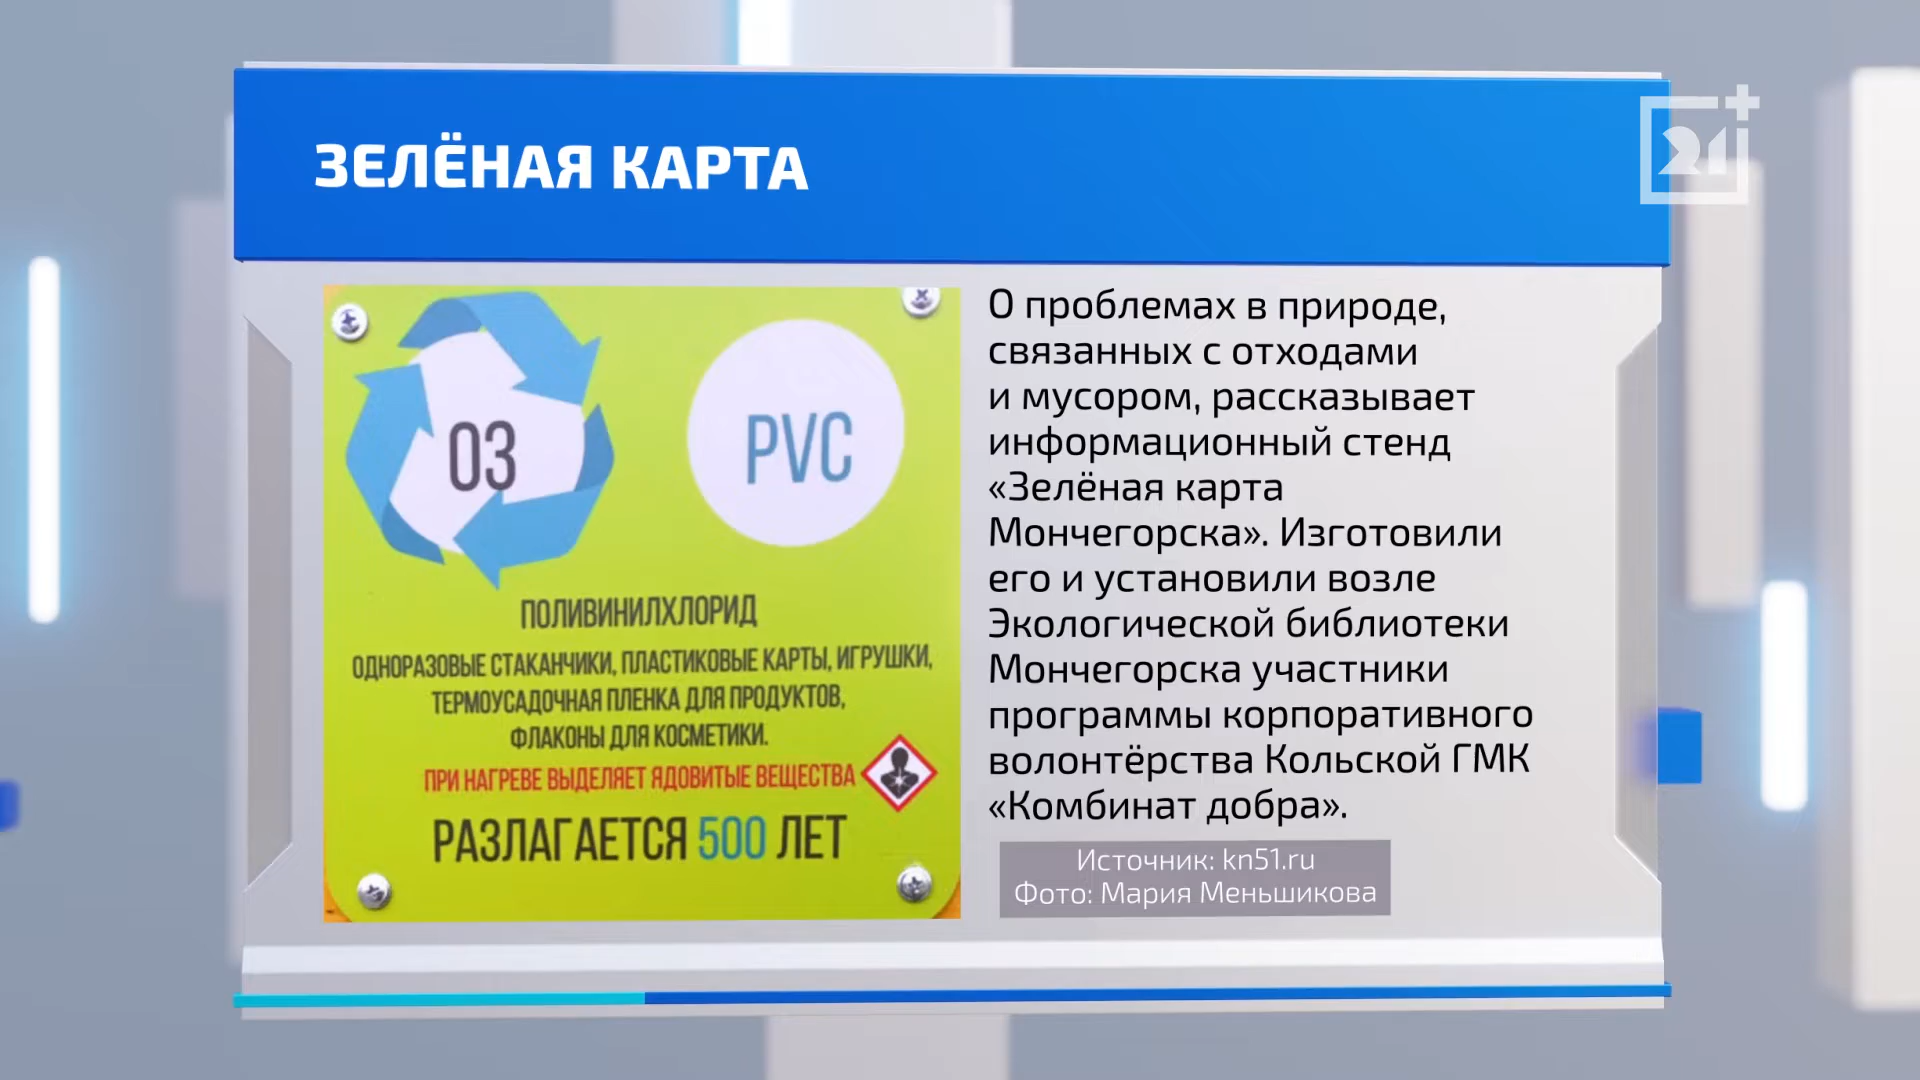 ЗЕЛЁНАЯ КАРТА
21+
03
PVC
ПОЛИВИНИЛХЛОРИД
ОДНОРАЗОВЫЕ СТАКАНЧИКИ, ПЛАСТИКОВЫЕ КАРТЫ, ИГРУШКИ,
ТЕРМОУСАДОЧНАЯ ПЛЕНКА ДЛЯ ПРОДУКТОВ,
ФЛАКОНЫ ДЛЯ КОСМЕТИКИ.
ПРИ НАГРЕВЕ ВЫДЕЛЯЕТ ЯДОВИТЫЕ ВЕЩЕСТВА
РАЗЛАГАЕТСЯ 500 ЛЕТ
О проблемах в природе,
связанных с отходами
и мусором, рассказывает
информационный стенд
«Зелёная карта
Мончегорска». Изготовили
его и установили возле
Экологической библиотеки
Мончегорска участники
программы корпоративного
волонтёрства Кольской ГМК
«Комбинат добра».
Источник: kn51.ru
Фото: Мария Меньшикова